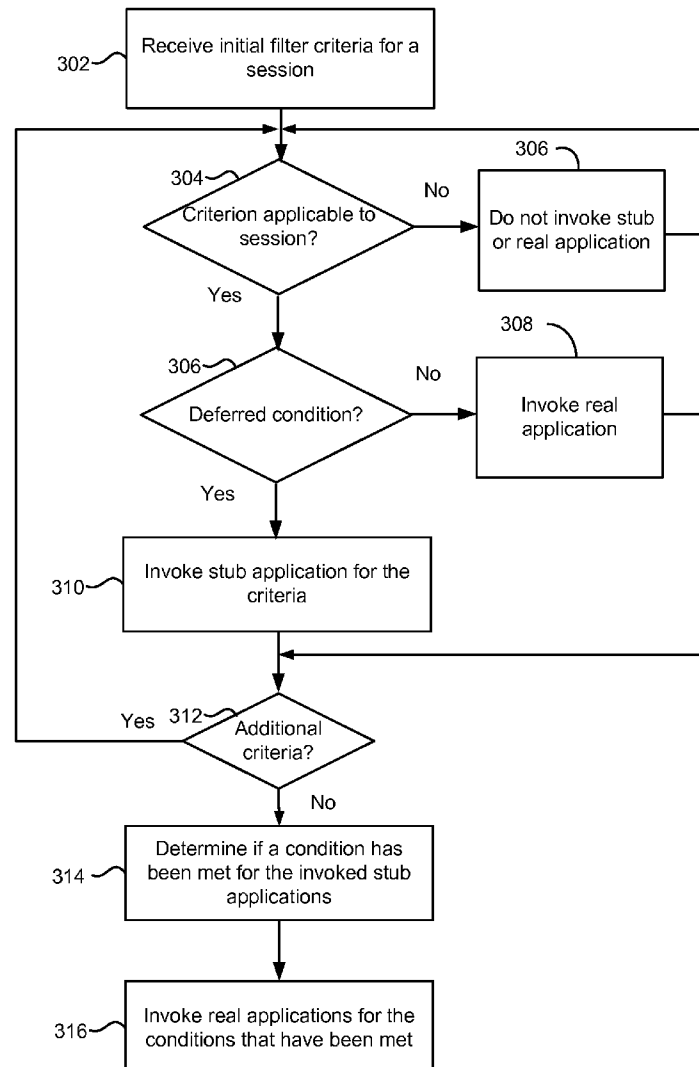 302
Receive initial filter criteria for a
session
304
Criterion applicable to
session?
No
306
Do not invoke stub
or real application
Yes
306
Deferred condition?
No
308
Invoke real
application
Yes
310
Invoke stub application for the
criteria
Yes
312
Additional
criteria?
No
314
Determine if a condition has
been met for the invoked stub
applications
316
Invoke real applications for the
conditions that have been met